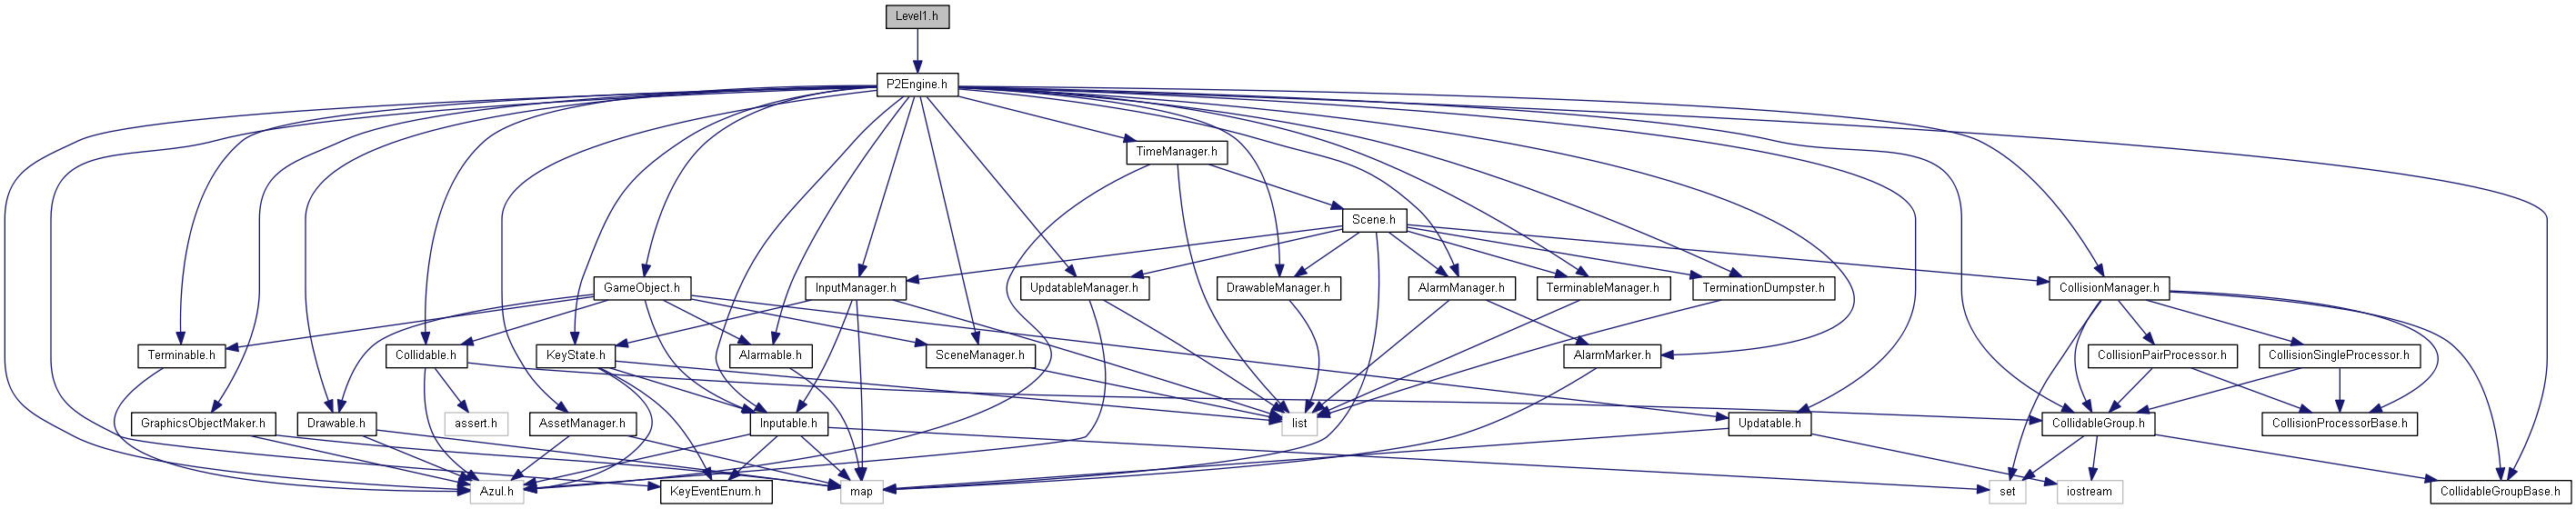 Level1.h
P2Engine.h
TimeManager.h
Scene.h
GameObject.h
InputManager.h
UpdatableManager.h
DrawableManager.h
AlarmManager.h
TerminableManager.h
TerminationDumpster.h
CollisionManager.h
Terminable.h
Collidable.h
KeyState.h
Alarmable.h
SceneManager.h
AlarmMarker.h
CollisionPairProcessor.h
CollisionSingleProcessor.h
GraphicsObjectMaker.h
Drawable.h
assert.h
AssetManager.h
Inputable.h
list
Updatable.h
CollidableGroup.h
CollisionProcessorBase.h
Azul.h
KeyEventEnum.h
map
set
iostream
CollidableGroupBase.h